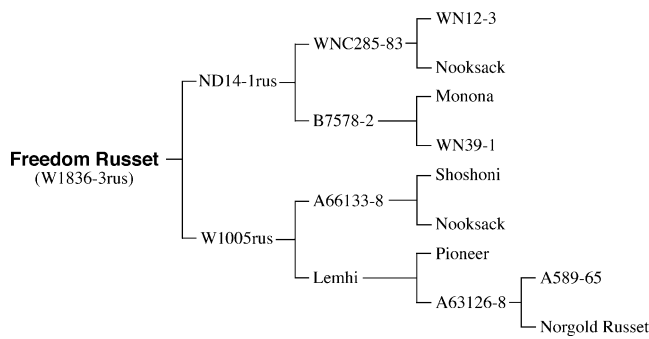 WN12-3
WNC285-83
Nooksack
ND14-1rus
Monona
B7578-2
WN39-1
Freedom Russet
(W1836-3rus)
Shoshoni
A66133-8
Nooksack
W1005rus
Pioneer
Lemhi
A589-65
A63126-8
Norgold Russet